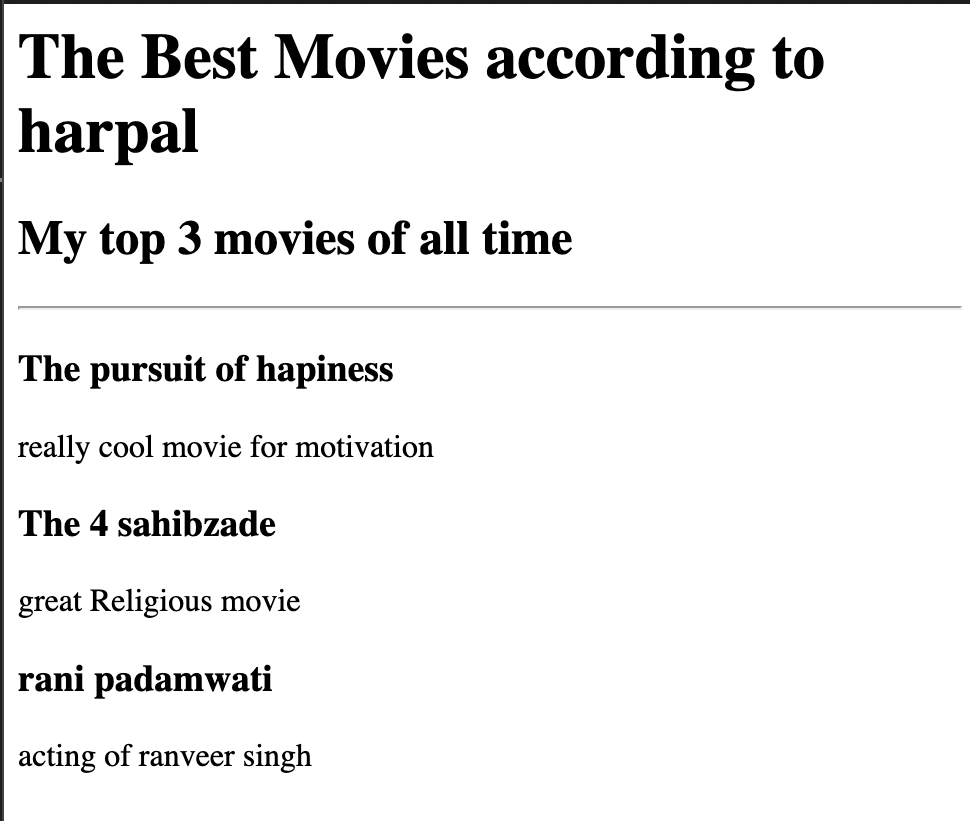 The Best Movies according to
harpal
My top 3 movies of all time
The pursuit of hapiness
really cool movie for motivation
The 4 sahibzade
great Religious movie
rani padamwati
acting of ranveer singh